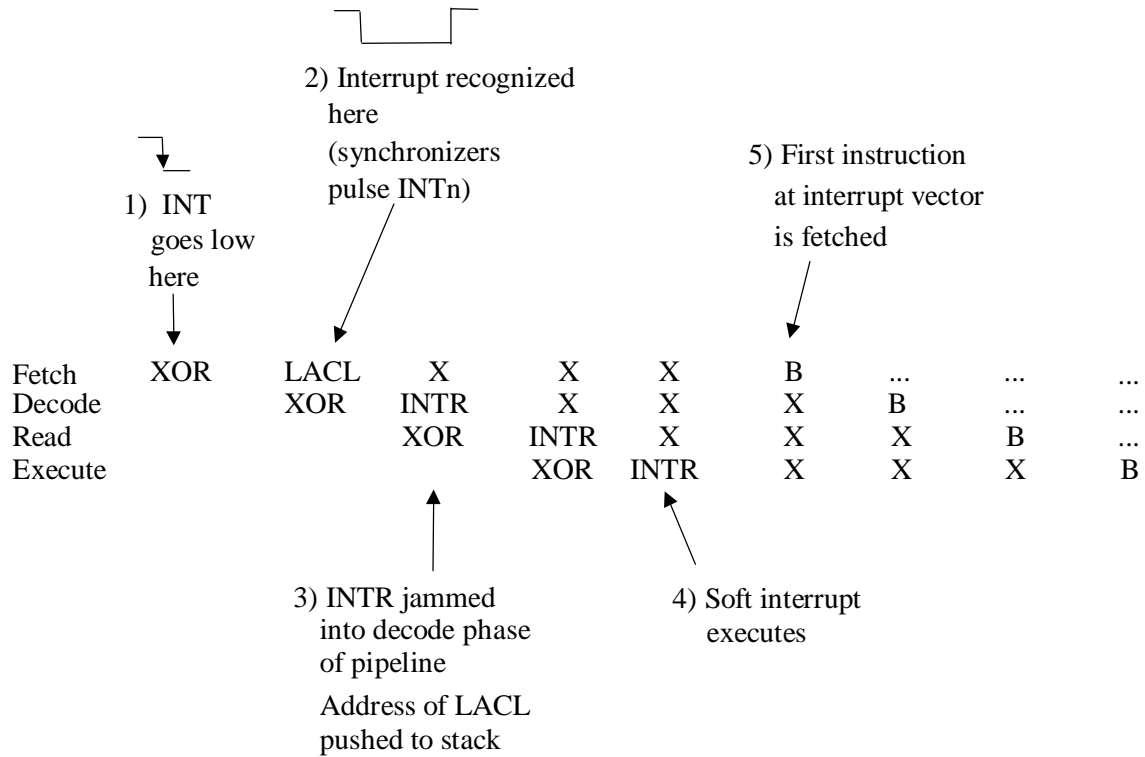 2) Interrupt recognized
here
(synchronizers
pulse INTn)
1) INT
goes low
here
5) First instruction
at interrupt vector
is fetched
Fetch XOR LACL X X X B ... ... ...
Decode XOR INTR X X X B ... ...
Read XOR INTR X X X B ...
Execute XOR INTR X X X B
3) INTR jammed
into decode phase
of pipeline
Address of LACL
pushed to stack
4) Soft interrupt
executes